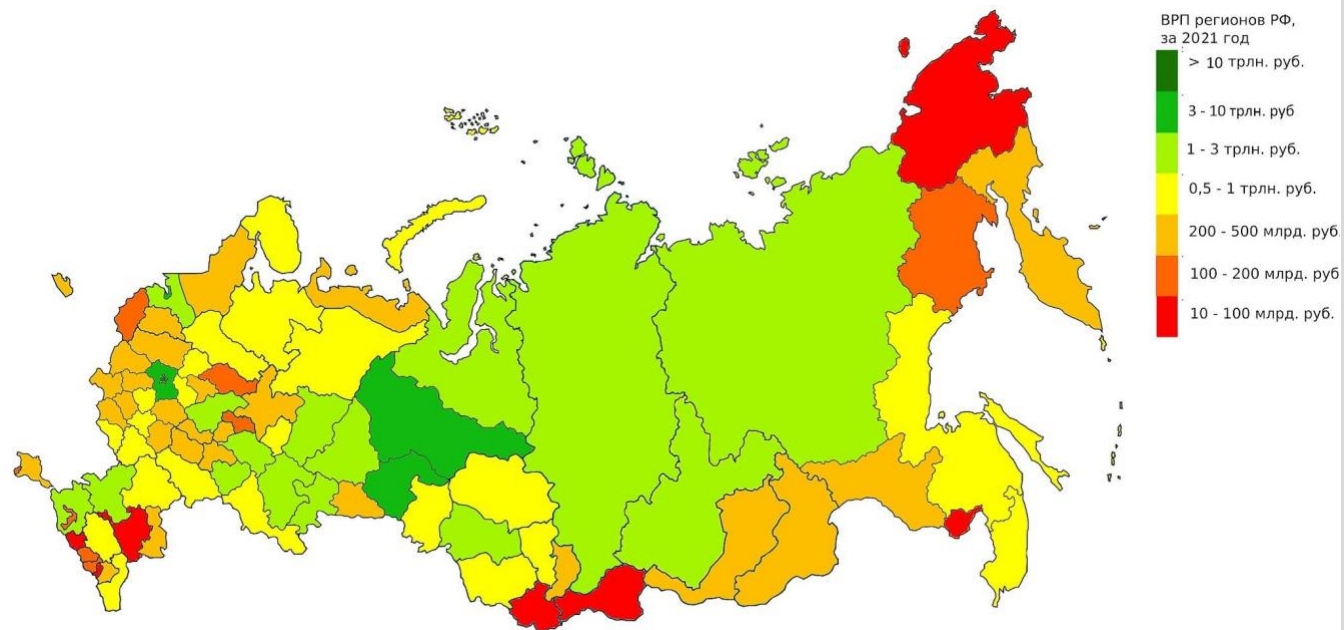 ВРП регионов РФ,
за 2021 год
> 10 трлн. руб.
3 - 10 трлн. руб
1 - 3 трлн. руб.
0,5 - 1 трлн. руб.
200 - 500 млрд. руб.
100 - 200 млрд. руб
10 - 100 млрд. руб.